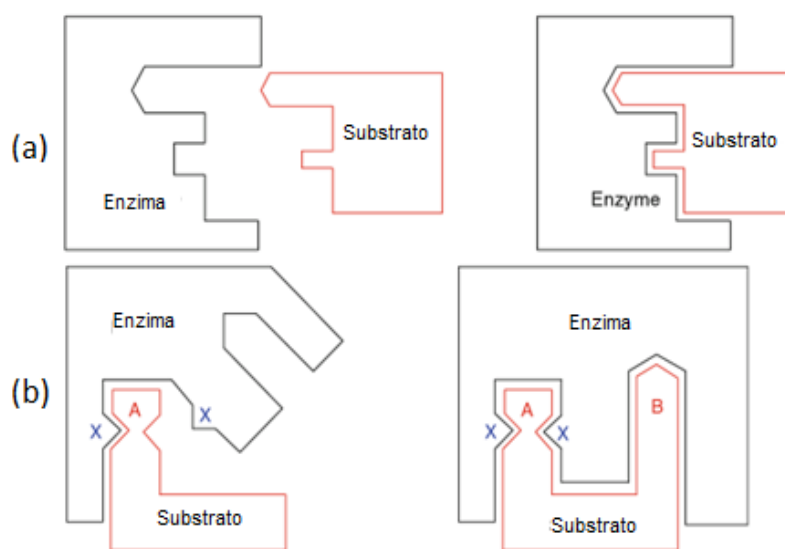 (a)
Enzima
Substrato
Enzyme
Substrato
(b)
Enzima
X
A
X
Substrato
Enzima
X
A
X
B
Substrato